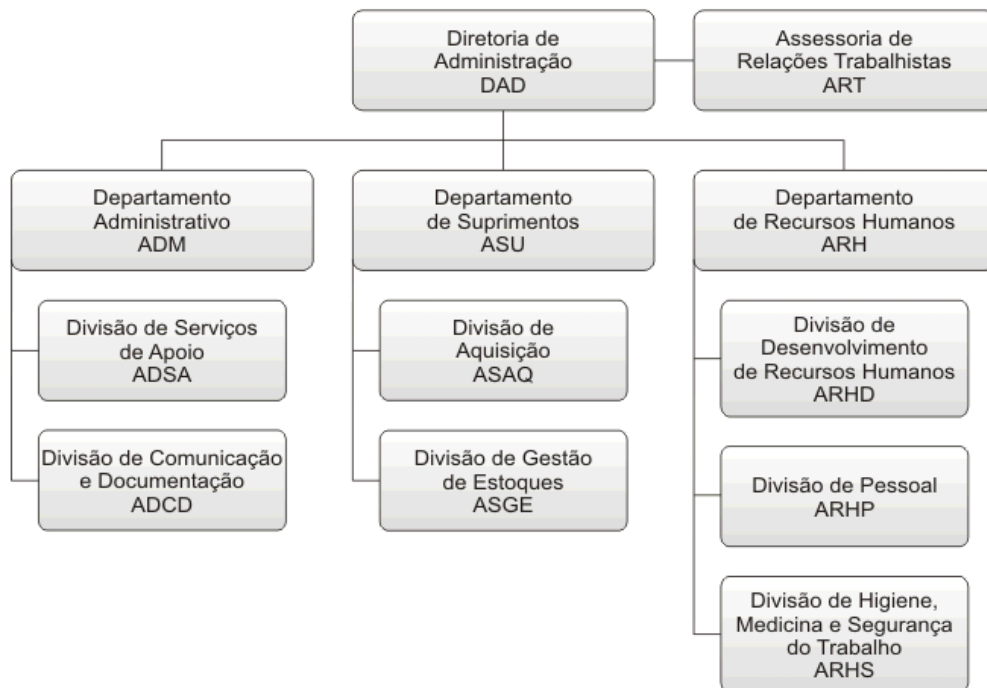 Diretoria de
Administração
DAD
Assessoria de
Relações Trabalhistas
ART
Departamento
Administrativo
ADM
Departamento
de Suprimentos
ASU
Departamento
de Recursos Humanos
ARH
Divisão de Serviços
de Apoio
ADSA
Divisão de
Aquisição
ASAQ
Divisão de
Desenvolvimento
de Recursos Humanos
ARHD
Divisão de Comunicação
e Documentação
ADCD
Divisão de Gestão
de Estoques
ASGE
Divisão de Pessoal
ARHP
Divisão de Higiene,
Medicina e Segurança
do Trabalho
ARHS